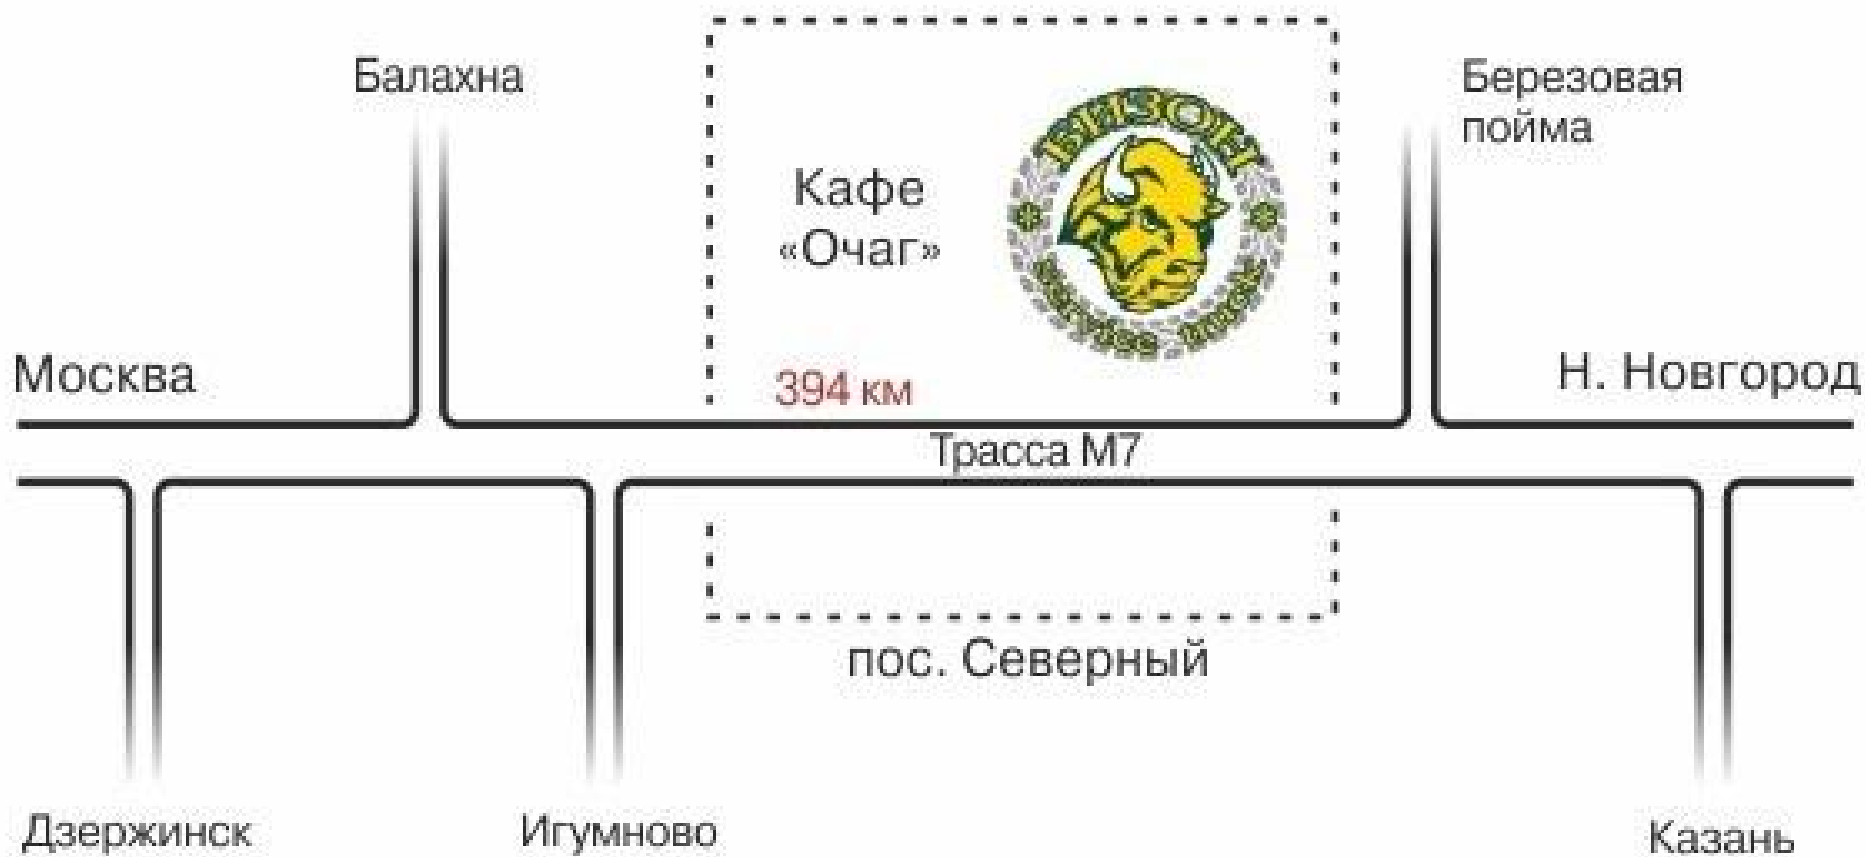 Балахна
Березовая
пойма
БИЗОН
Кафе
«Очаг»
Москва
394 км
Н. Новгород
Трасса М7
пос. Северный
Дзержинск
Игумново
Казань